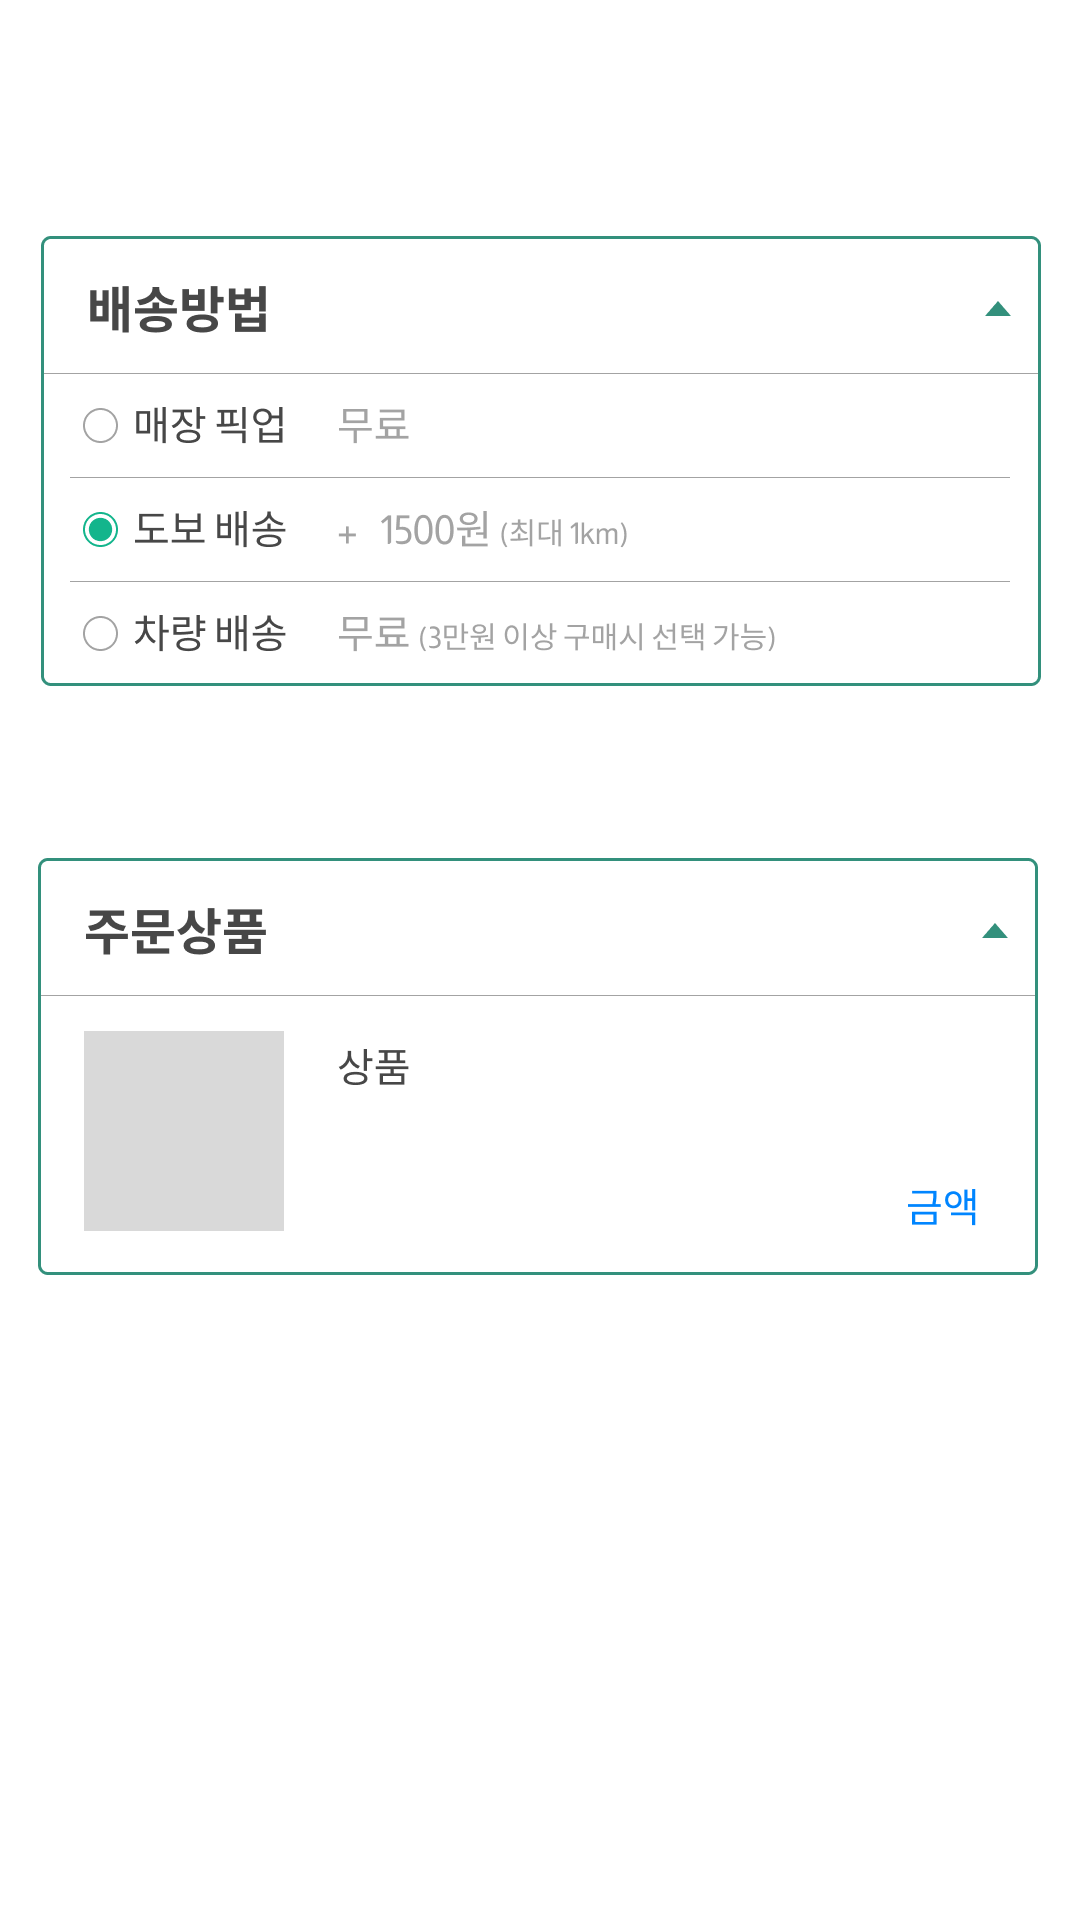 배송방법
매장 픽업 무료
도보 배송 + 1500원 (최대 1km)
차량 배송 무료 (3만원 이상 구매시 선택 가능)
주문상품
상품
금액